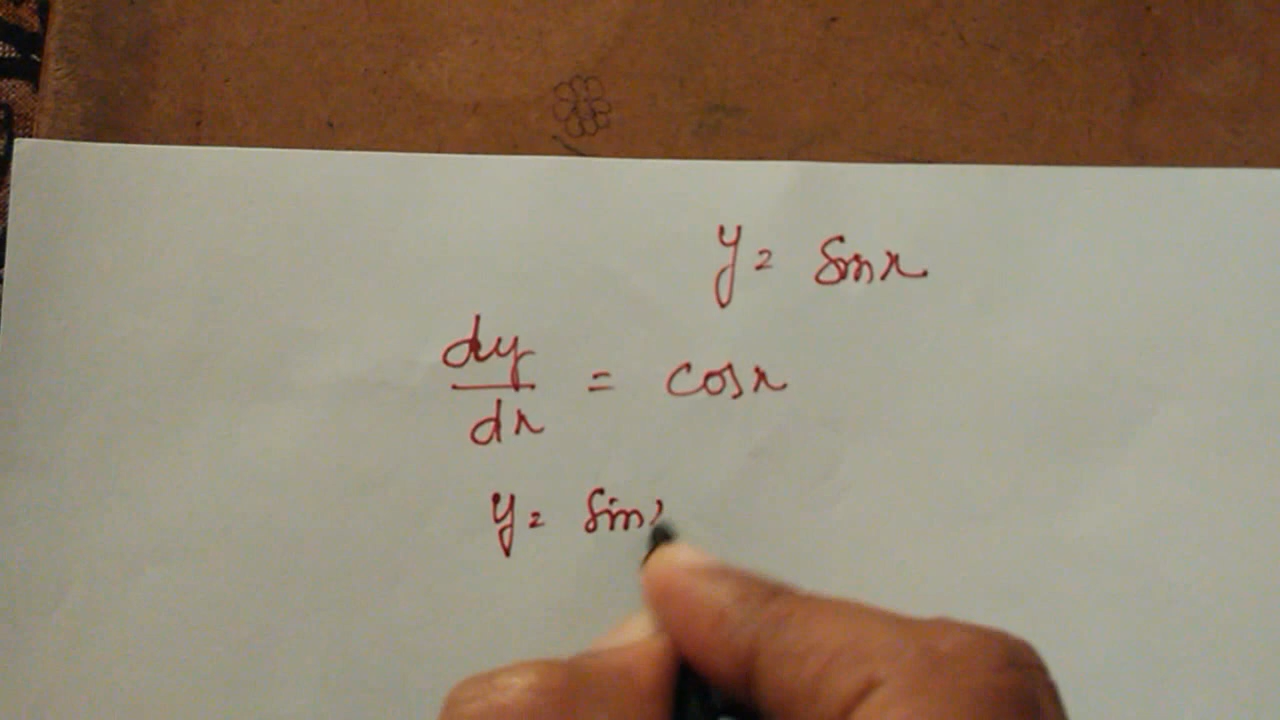 y = sinx
dy/dx = cosx
y = sin